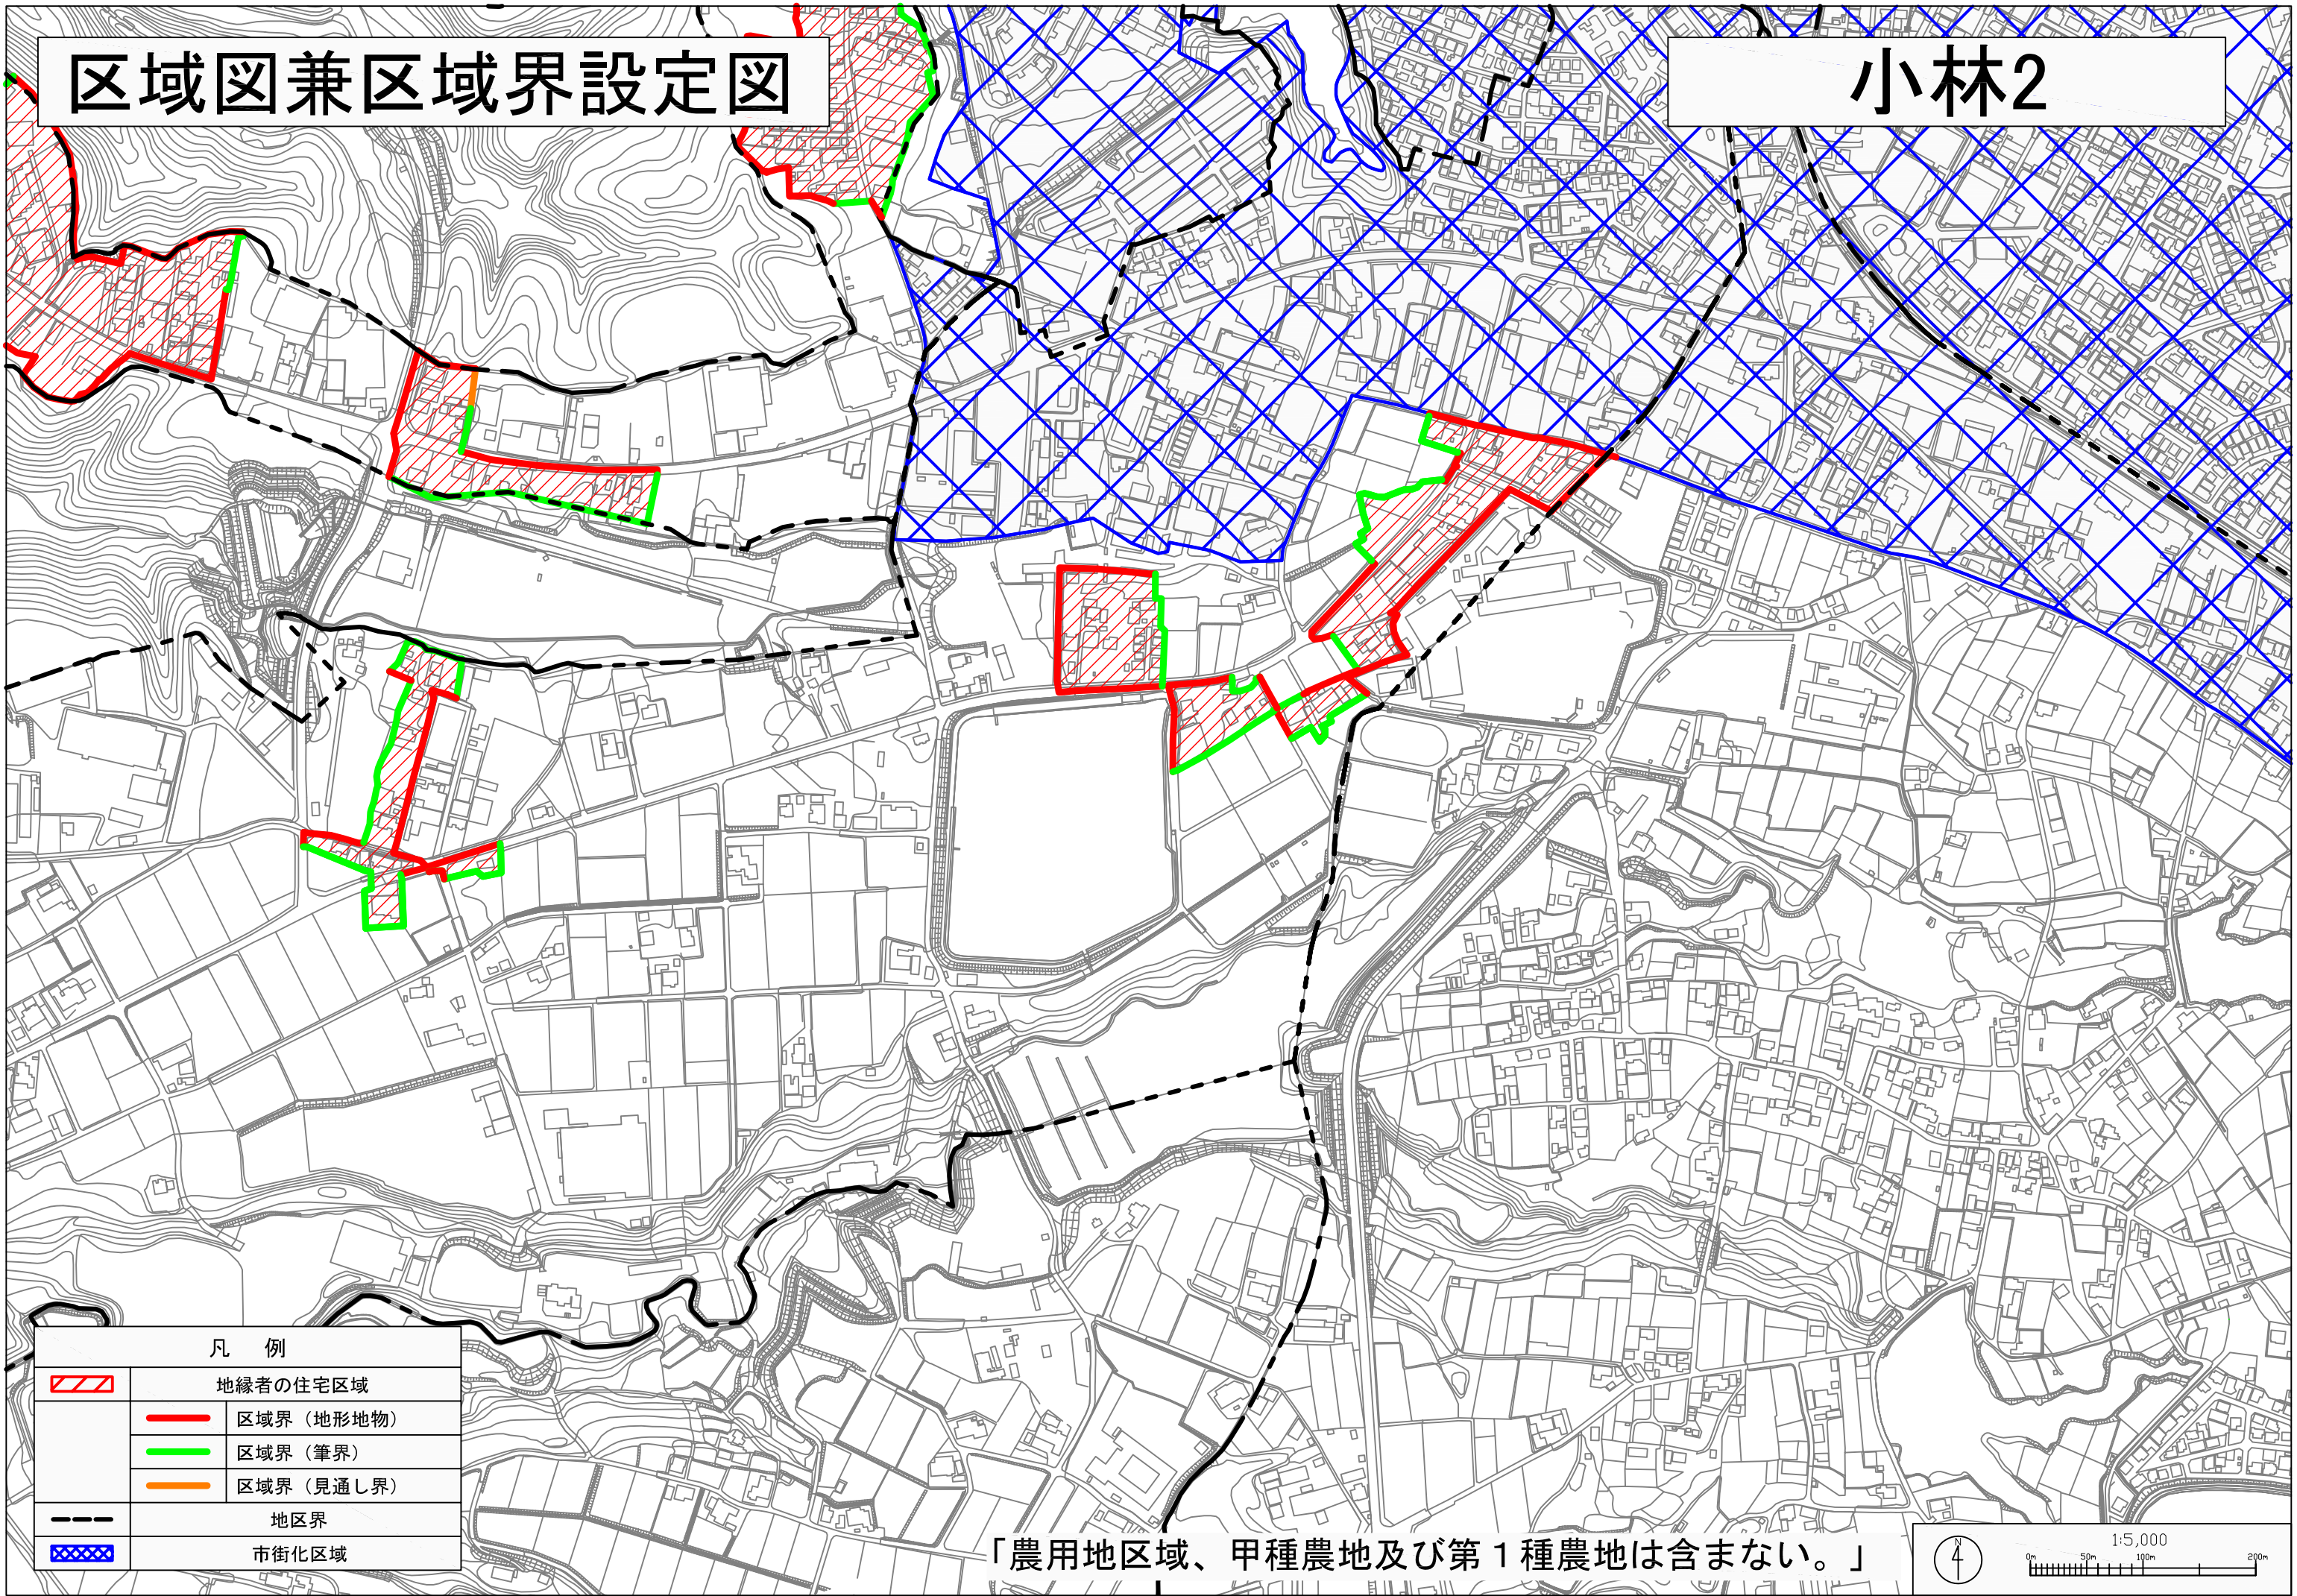 区域図兼区域界設定図
小林2
凡 例
地縁者の住宅区域
区域界（地形地物）
区域界（筆界）
区域界（見通し界）
地区界
市街化区域
「農用地区域、甲種農地及び第１種農地は含まない。」
N
1:5,000
0m 50m 100m 200m